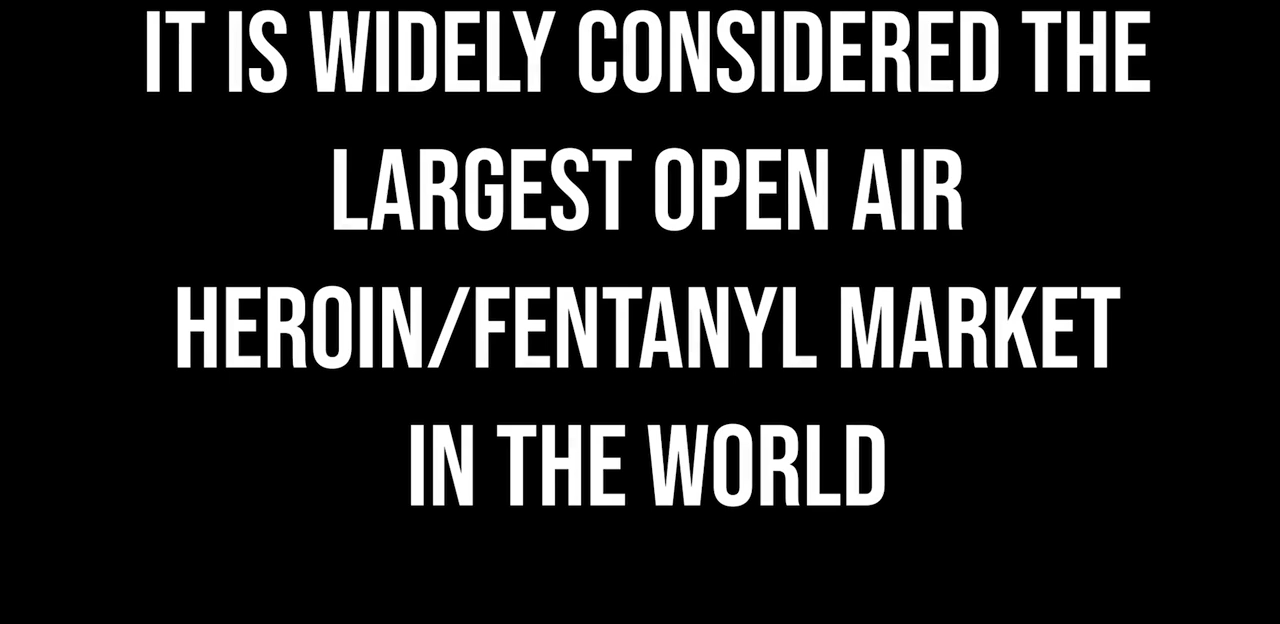 IT IS WIDELY CONSIDERED THE
LARGEST OPEN AIR
HEROIN/FENTANYL MARKET
IN THE WORLD